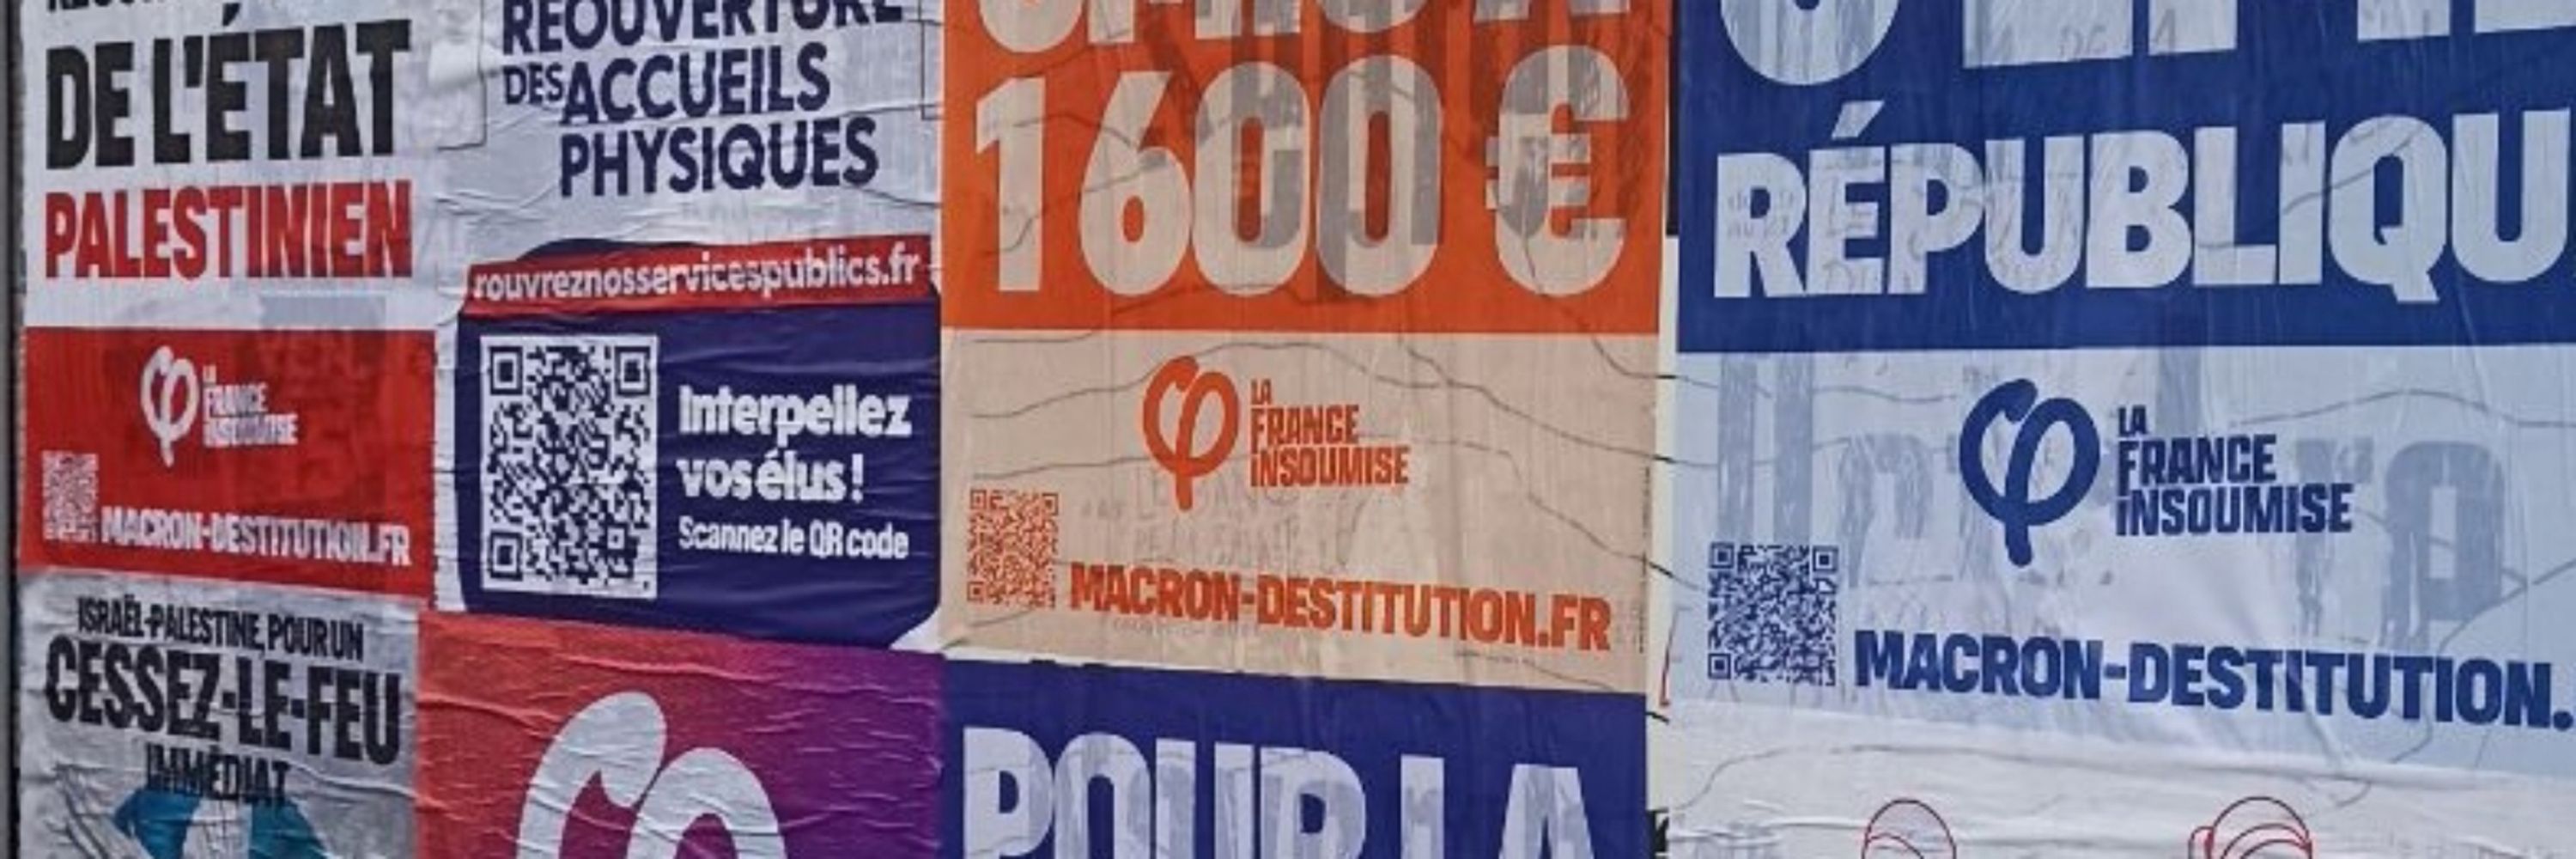 DE L'ÉTAT
PALESTINIEN
LA
FRANCE
INSOUMISE
MACRON-DESTITUTION.FR
ISRAËL-PALESTINE, POUR UN
CESSEZ-LE-FEU
IMMÉDIAT
RÉOUVERTURE
DES ACCUEILS
PHYSIQUES
rouvreznosservicespublics.fr
Interpellez
vos élus !
Scannez le QR code
1600 €
LA
FRANCE
INSOUMISE
MACRON-DESTITUTION.FR
POUR LA
RÉPUBLIQU
LA
FRANCE
INSOUMISE
MACRON-DESTITUTION.